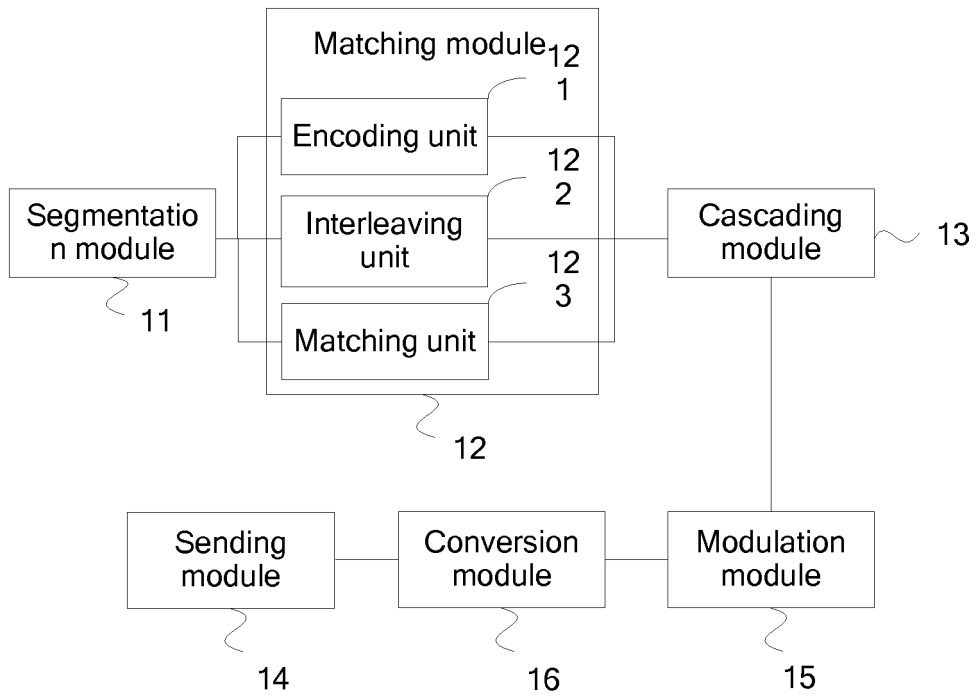 Matching module
12
1
Encoding unit
12
2
Segmentatio
n module
Interleaving
unit
Cascading
module
13
12
3
11
Matching unit
12
Sending
module
Conversion
module
Modulation
module
14
16
15